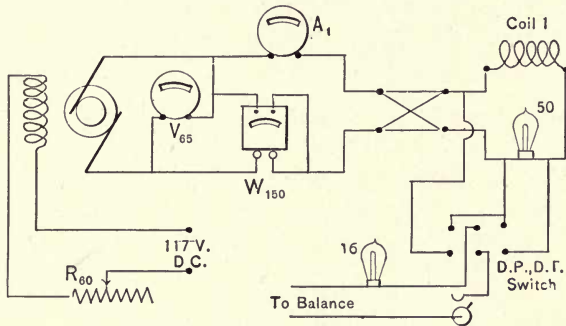 A₁
Coil 1
V₆₅
50
W₁₅₀
117 V.
D C.
16
R₆₀
D.P., D.T.
Switch
To Balance